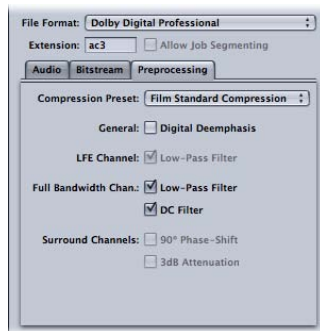 File Format: Dolby Digital Professional
Extension: ac3 Allow Job Segmenting
Audio Bitstream Preprocessing
Compression Preset: Film Standard Compression
General: Digital Deemphasis
LFE Channel: Low-Pass Filter
Full Bandwidth Chan.: Low-Pass Filter
DC Filter
Surround Channels: 90° Phase-Shift
3dB Attenuation